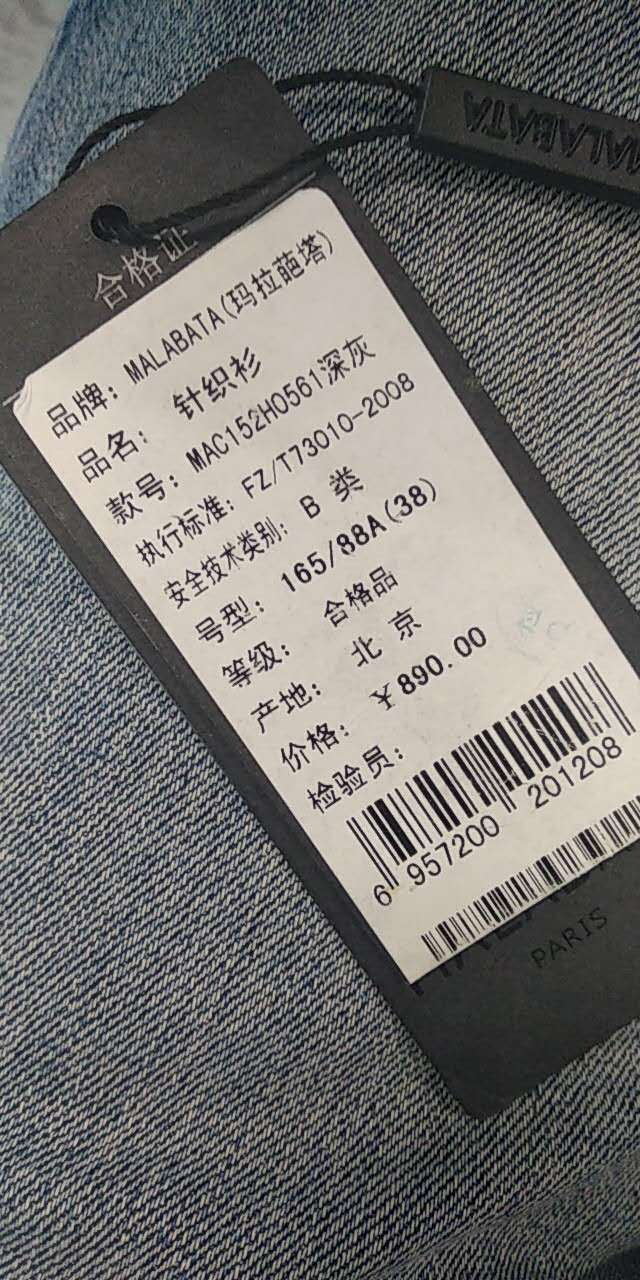 MALABATA
合格证
品牌: MALABATA(玛拉葩塔)
品名: 针织衫
款号: MAC152H0561深灰
执行标准: FZ/T73010-2008
安全技术类别: B 类
号型: 165/88A(38)
等级: 合格品
产地: 北京
价格: ¥890.00
检验员:
6 957200 201208
PARIS